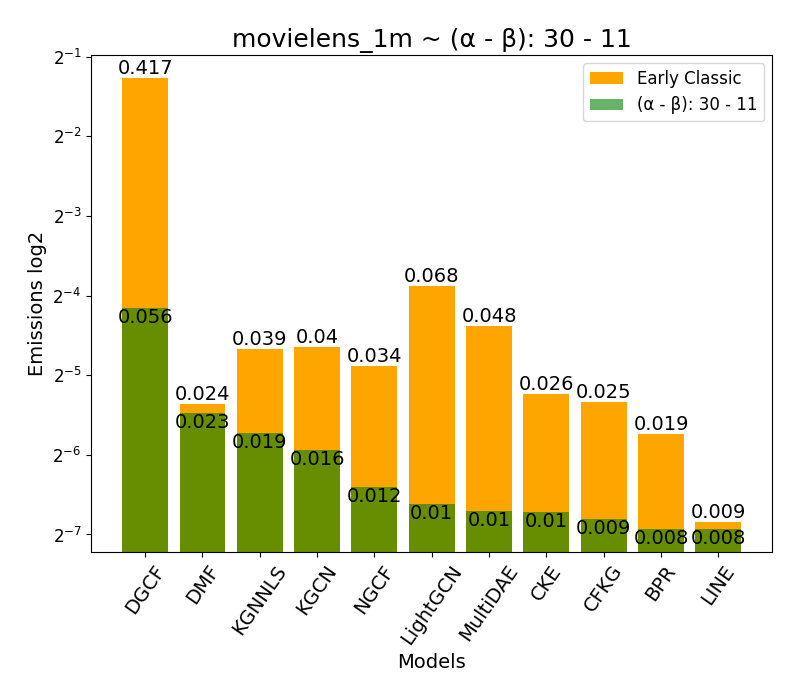 movielens_1m ~ (α - β): 30 - 11
Early Classic
(α - β): 30 - 11
Emissions log2
2⁻¹
2⁻²
2⁻³
2⁻⁴
2⁻⁵
2⁻⁶
2⁻⁷
0.417
0.024
0.039
0.04
0.034
0.068
0.048
0.026
0.025
0.019
0.009
0.056
0.023
0.019
0.016
0.012
0.01
0.01
0.01
0.009
0.008
0.008
DGCF
DMF
KGNNLS
KGCN
NGCF
LightGCN
MultiDAE
CKE
CFKG
BPR
LINE
Models